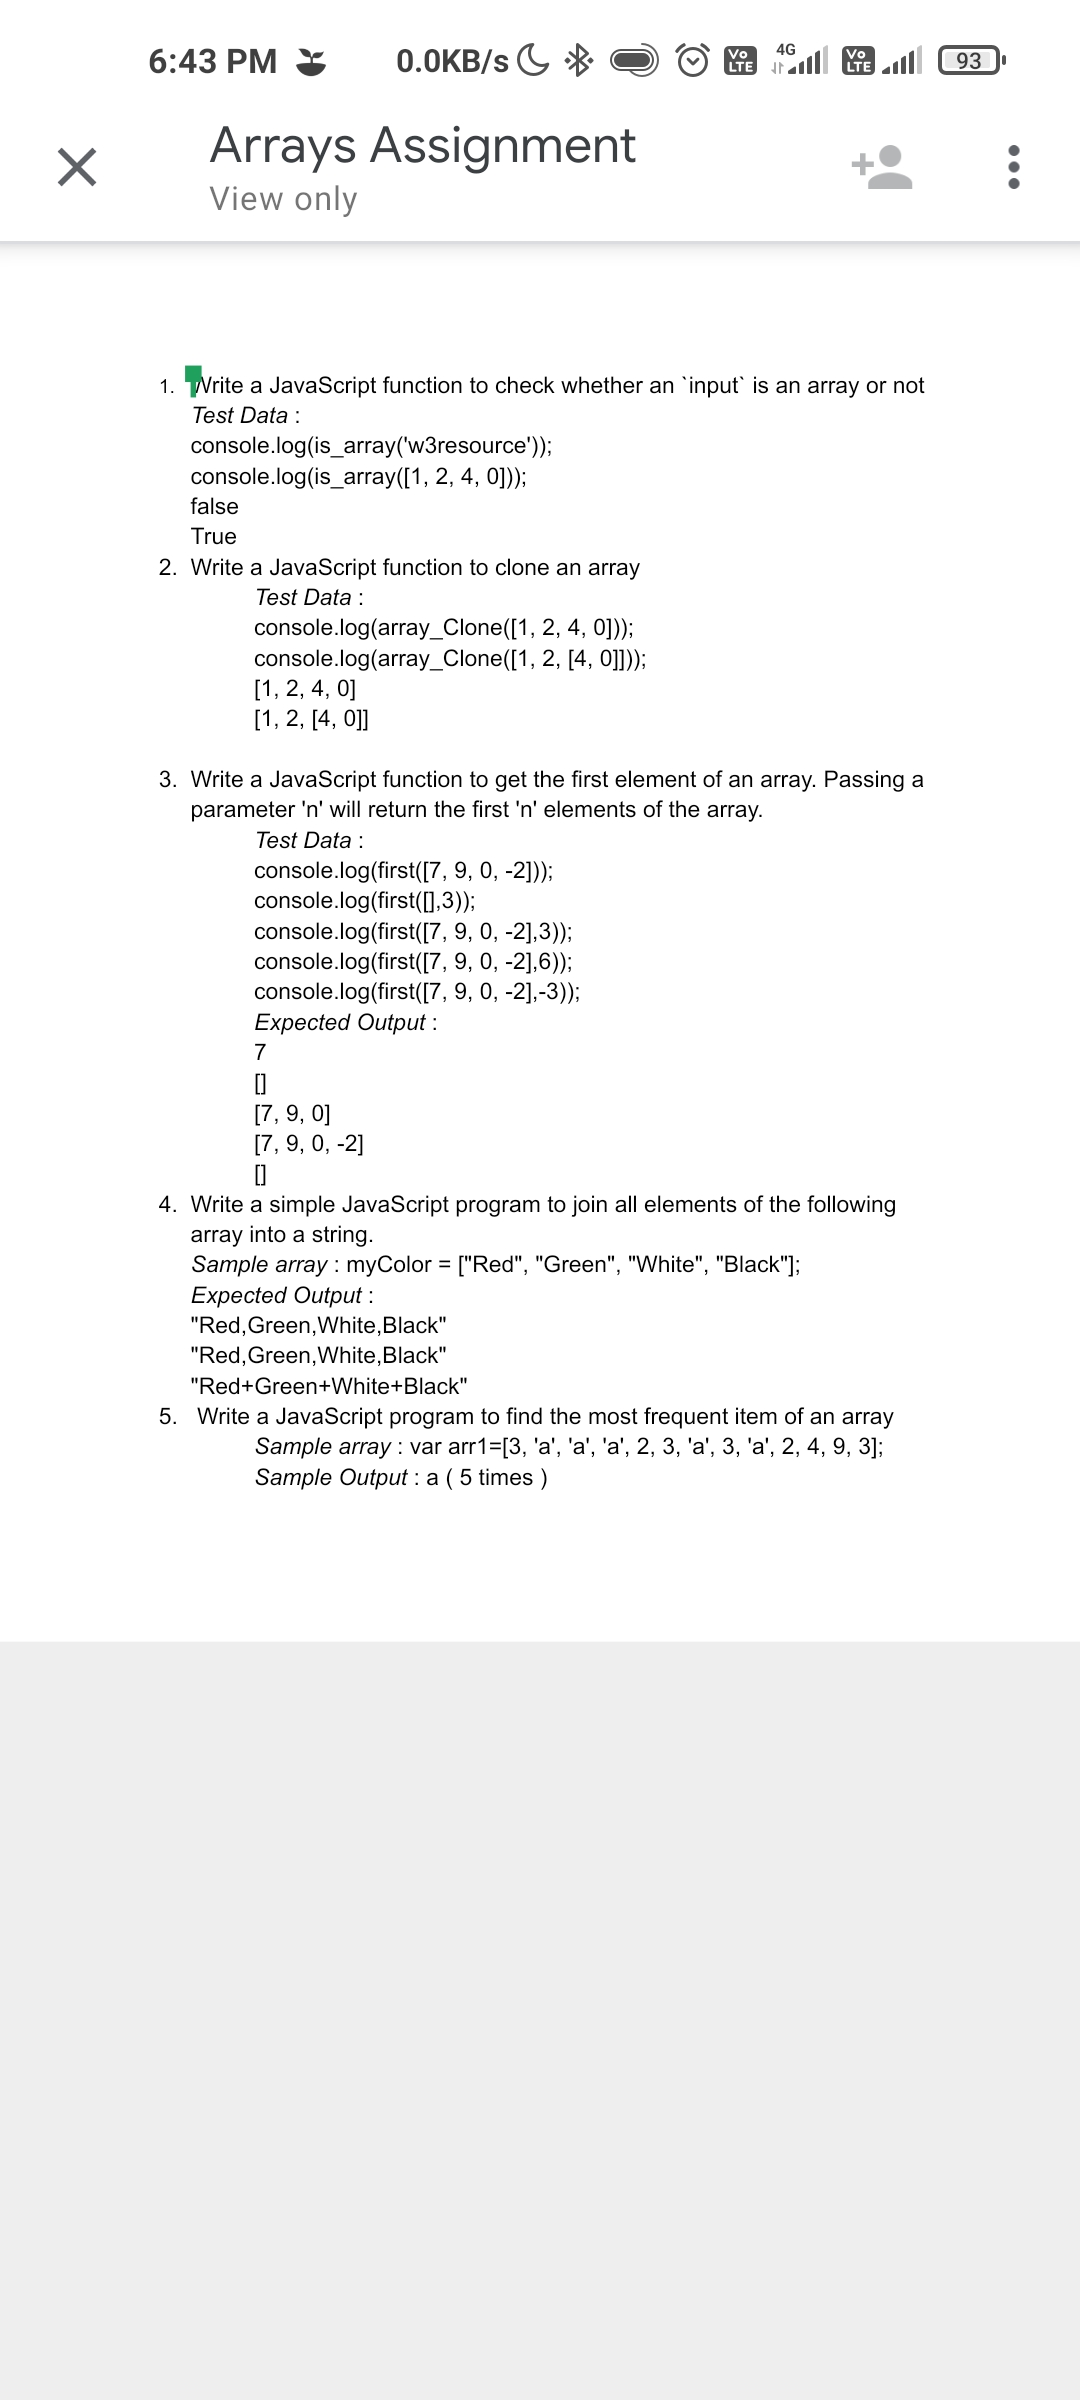 6:43 PM 0.0KB/s Vo LTE 4G Vo LTE 93
Arrays Assignment
View only
1. Write a JavaScript function to check whether an `input` is an array or not
Test Data :
console.log(is_array('w3resource'));
console.log(is_array([1, 2, 4, 0]));
false
True
2. Write a JavaScript function to clone an array
Test Data :
console.log(array_Clone([1, 2, 4, 0]));
console.log(array_Clone([1, 2, [4, 0]]));
[1, 2, 4, 0]
[1, 2, [4, 0]]
3. Write a JavaScript function to get the first element of an array. Passing a
parameter 'n' will return the first 'n' elements of the array.
Test Data :
console.log(first([7, 9, 0, -2]));
console.log(first([],3));
console.log(first([7, 9, 0, -2],3));
console.log(first([7, 9, 0, -2],6));
console.log(first([7, 9, 0, -2],-3));
Expected Output :
7
[]
[7, 9, 0]
[7, 9, 0, -2]
[]
4. Write a simple JavaScript program to join all elements of the following
array into a string.
Sample array : myColor = ["Red", "Green", "White", "Black"];
Expected Output :
"Red,Green,White,Black"
"Red,Green,White,Black"
"Red+Green+White+Black"
5. Write a JavaScript program to find the most frequent item of an array
Sample array : var arr1=[3, 'a', 'a', 'a', 2, 3, 'a', 3, 'a', 2, 4, 9, 3];
Sample Output : a ( 5 times )